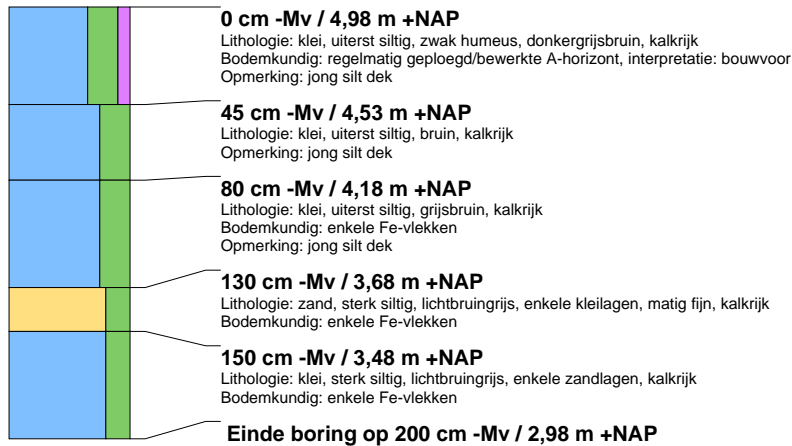 0 cm -Mv / 4,98 m +NAP
Lithologie: klei, uiterst siltig, zwak humeus, donkergrijsbruin, kalkrijk
Bodemkundig: regelmatig geploegd/bewerkte A-horizont, interpretatie: bouwvoor
Opmerking: jong silt dek
45 cm -Mv / 4,53 m +NAP
Lithologie: klei, uiterst siltig, bruin, kalkrijk
Opmerking: jong silt dek
80 cm -Mv / 4,18 m +NAP
Lithologie: klei, uiterst siltig, grijsbruin, kalkrijk
Bodemkundig: enkele Fe-vlekken
Opmerking: jong silt dek
130 cm -Mv / 3,68 m +NAP
Lithologie: zand, sterk siltig, lichtbruingrijs, enkele kleilagen, matig fijn, kalkrijk
Bodemkundig: enkele Fe-vlekken
150 cm -Mv / 3,48 m +NAP
Lithologie: klei, sterk siltig, lichtbruingrijs, enkele zandlagen, kalkrijk
Bodemkundig: enkele Fe-vlekken
Einde boring op 200 cm -Mv / 2,98 m +NAP